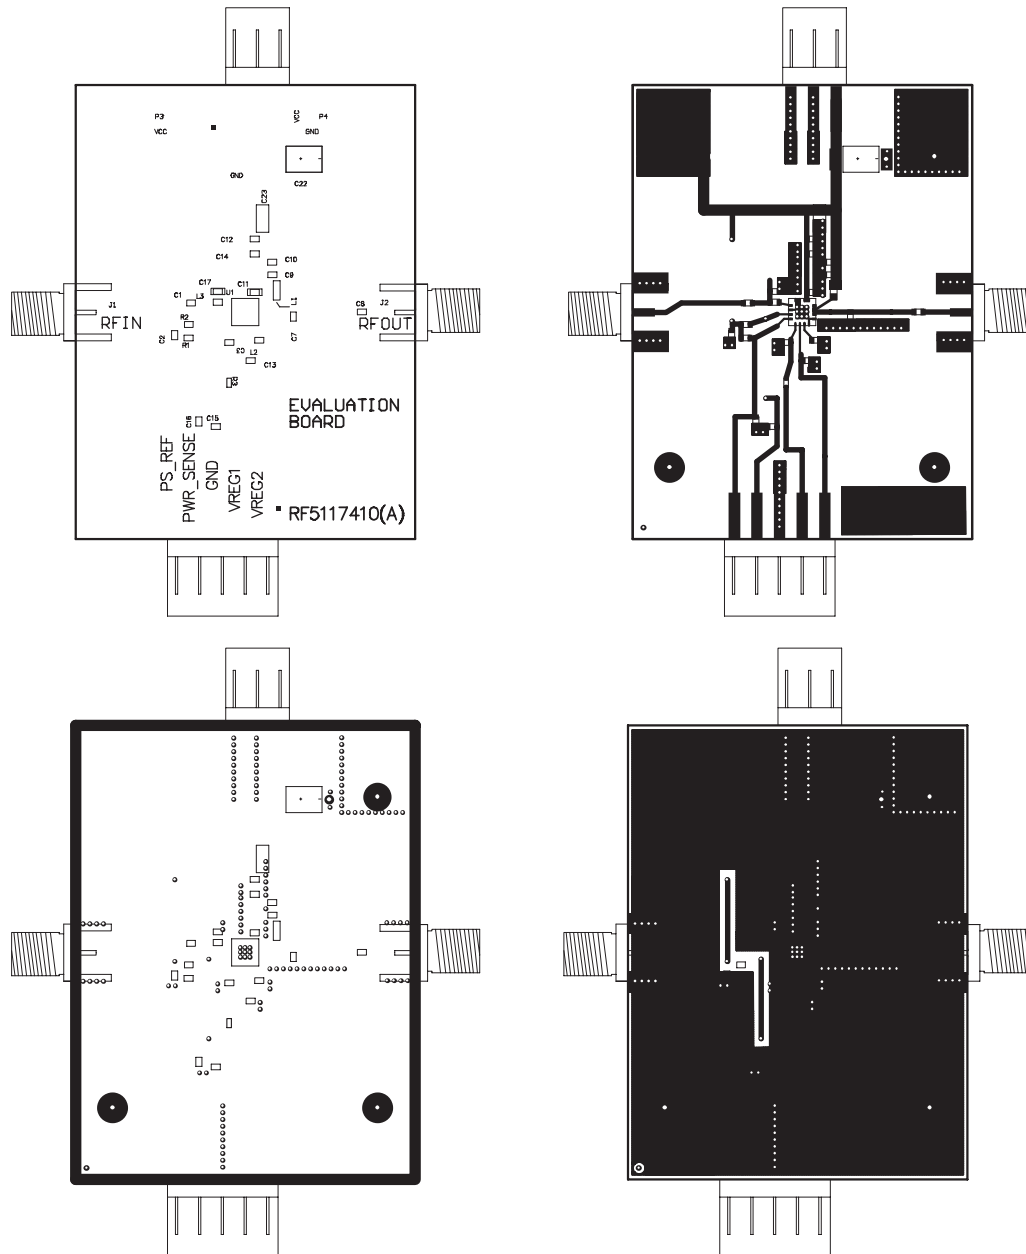 P3
VCC
VCC
P4
GND
GND
C22
C23
C12
C14
C10
C9
C17
L3
U1
C11
L1
C1
J1
RFIN
J2
C8
RFOUT
R2
C2
R1
C3
L2
C7
C13
R3
EVALUATION
BOARD
C16
C15
PS_REF
PWR_SENSE
GND
VREG1
VREG2
RF5117410(A)